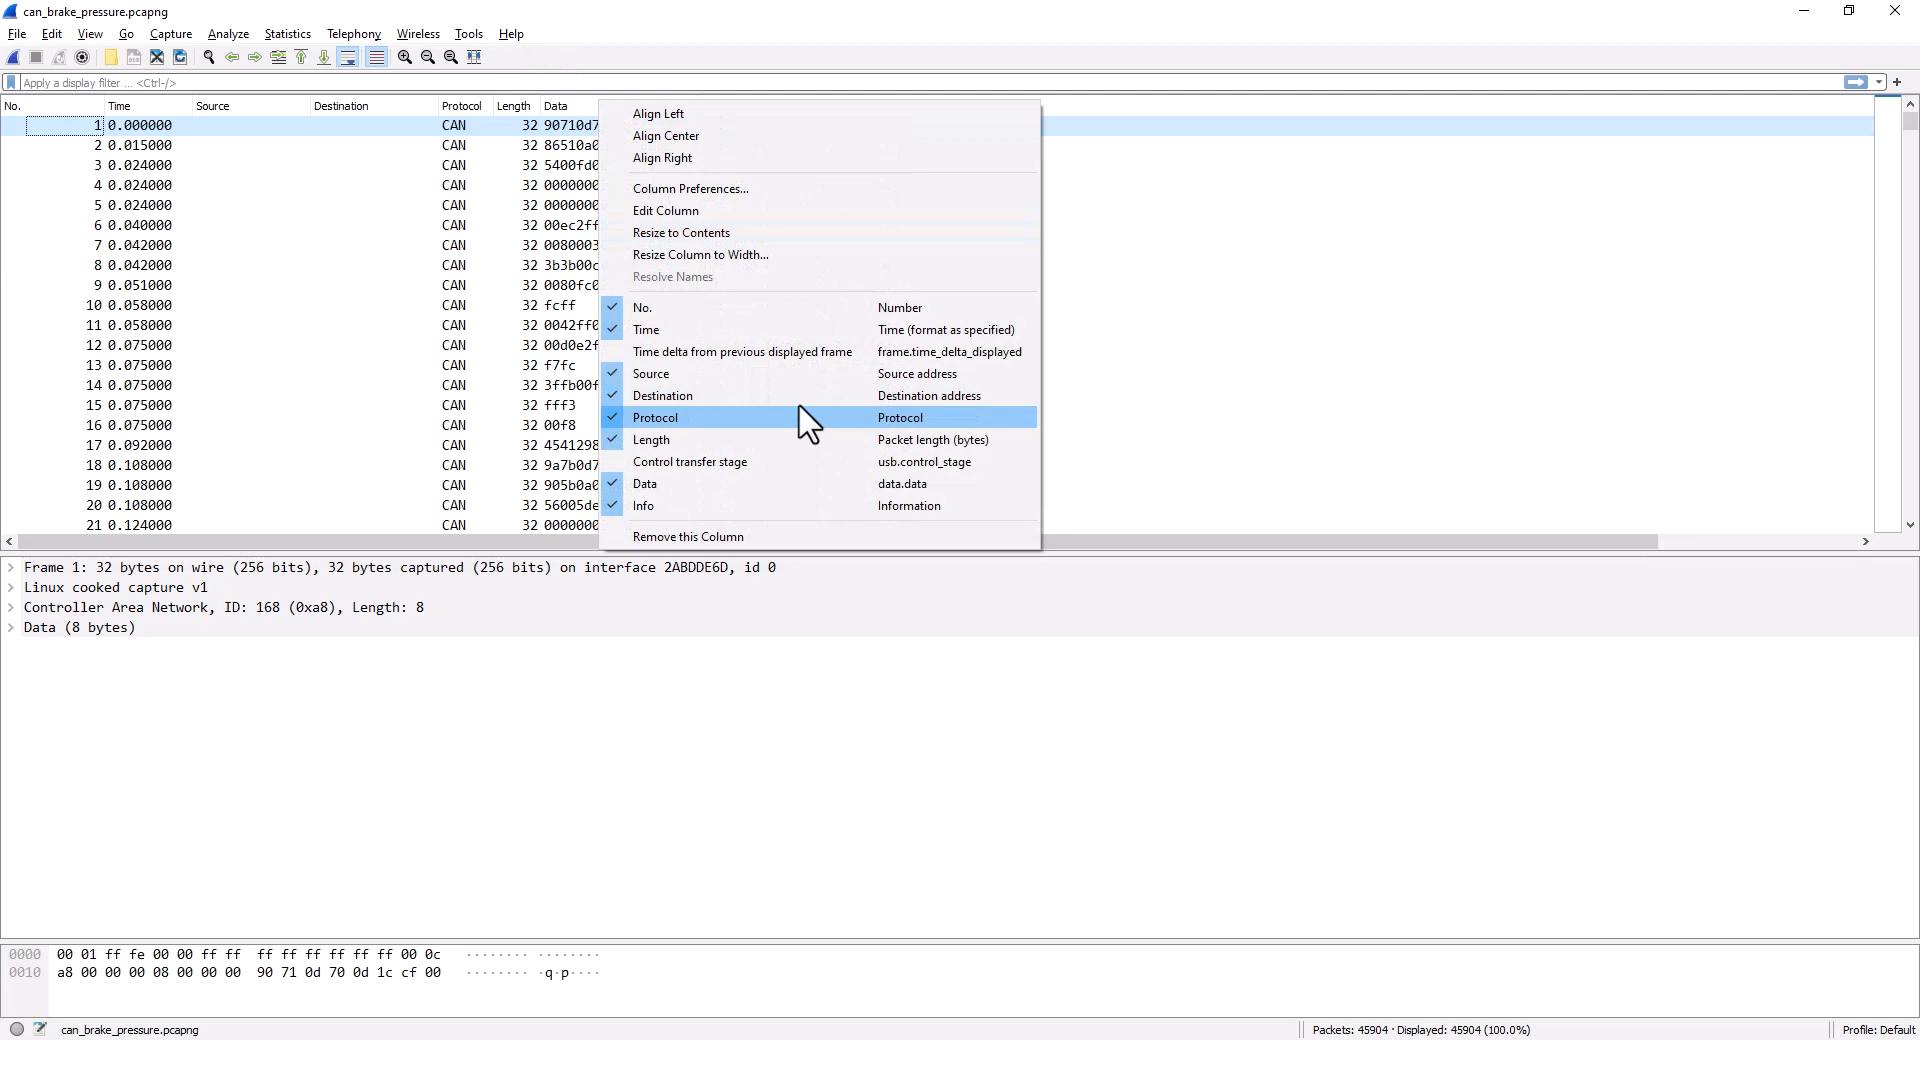 can_brake_pressure.pcapng
File Edit View Go Capture Analyze Statistics Telephony Wireless Tools Help
Apply a display filter ... <Ctrl-/>
No. Time Source Destination Protocol Length Data
1 0.000000 CAN 32 90710d7
2 0.015000 CAN 32 86510a0
3 0.024000 CAN 32 5400fd0
4 0.024000 CAN 32 0000000
5 0.024000 CAN 32 0000000
6 0.040000 CAN 32 00ec2ff
7 0.042000 CAN 32 0080003
8 0.042000 CAN 32 3b3b00c
9 0.051000 CAN 32 0080fc0
10 0.058000 CAN 32 fcff
11 0.058000 CAN 32 0042ff0
12 0.075000 CAN 32 00d0e2f
13 0.075000 CAN 32 f7fc
14 0.075000 CAN 32 3ffb00f
15 0.075000 CAN 32 fff3
16 0.075000 CAN 32 00f8
17 0.092000 CAN 32 4541298
18 0.108000 CAN 32 9a7b0d7
19 0.108000 CAN 32 905b0a0
20 0.108000 CAN 32 56005de
21 0.124000 CAN 32 0000000
Align Left
Align Center
Align Right
Column Preferences...
Edit Column
Resize to Contents
Resize Column to Width...
Resolve Names
No. Number
Time Time (format as specified)
Time delta from previous displayed frame frame.time_delta_displayed
Source Source address
Destination Destination address
Protocol Protocol
Length Packet length (bytes)
Control transfer stage usb.control_stage
Data data.data
Info Information
Remove this Column
Frame 1: 32 bytes on wire (256 bits), 32 bytes captured (256 bits) on interface 2ABDDE6D, id 0
Linux cooked capture v1
Controller Area Network, ID: 168 (0xa8), Length: 8
Data (8 bytes)
0000 00 01 ff fe 00 00 ff ff ff ff ff ff ff ff 00 0c ········ ········
0010 a8 00 00 00 08 00 00 00 90 71 0d 70 0d 1c cf 00 ········ ·q·p····
can_brake_pressure.pcapng
Packets: 45904 · Displayed: 45904 (100.0%)
Profile: Default